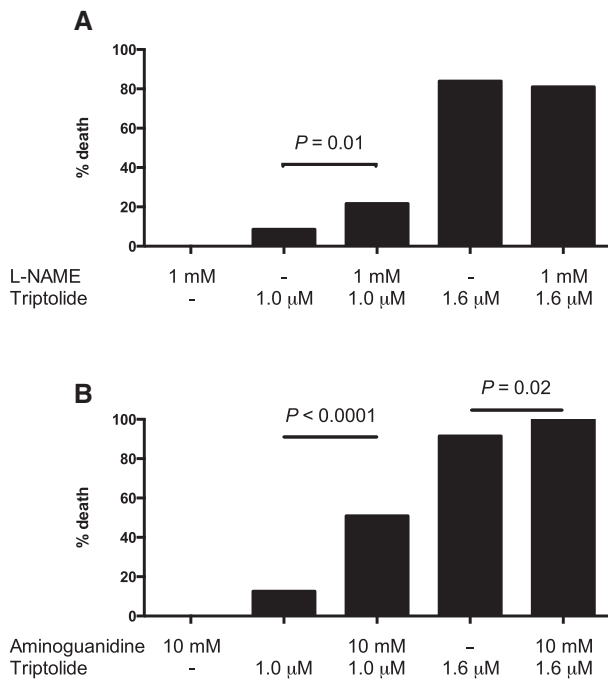 A
100
80
60
40
20
0
% death
P = 0.01
L-NAME 1 mM - 1 mM - 1 mM
Triptolide - 1.0 μM 1.0 μM 1.6 μM 1.6 μM
B
100
80
60
40
20
0
% death
P < 0.0001
P = 0.02
Aminoguanidine 10 mM - 10 mM - 10 mM
Triptolide - 1.0 μM 1.0 μM 1.6 μM 1.6 μM